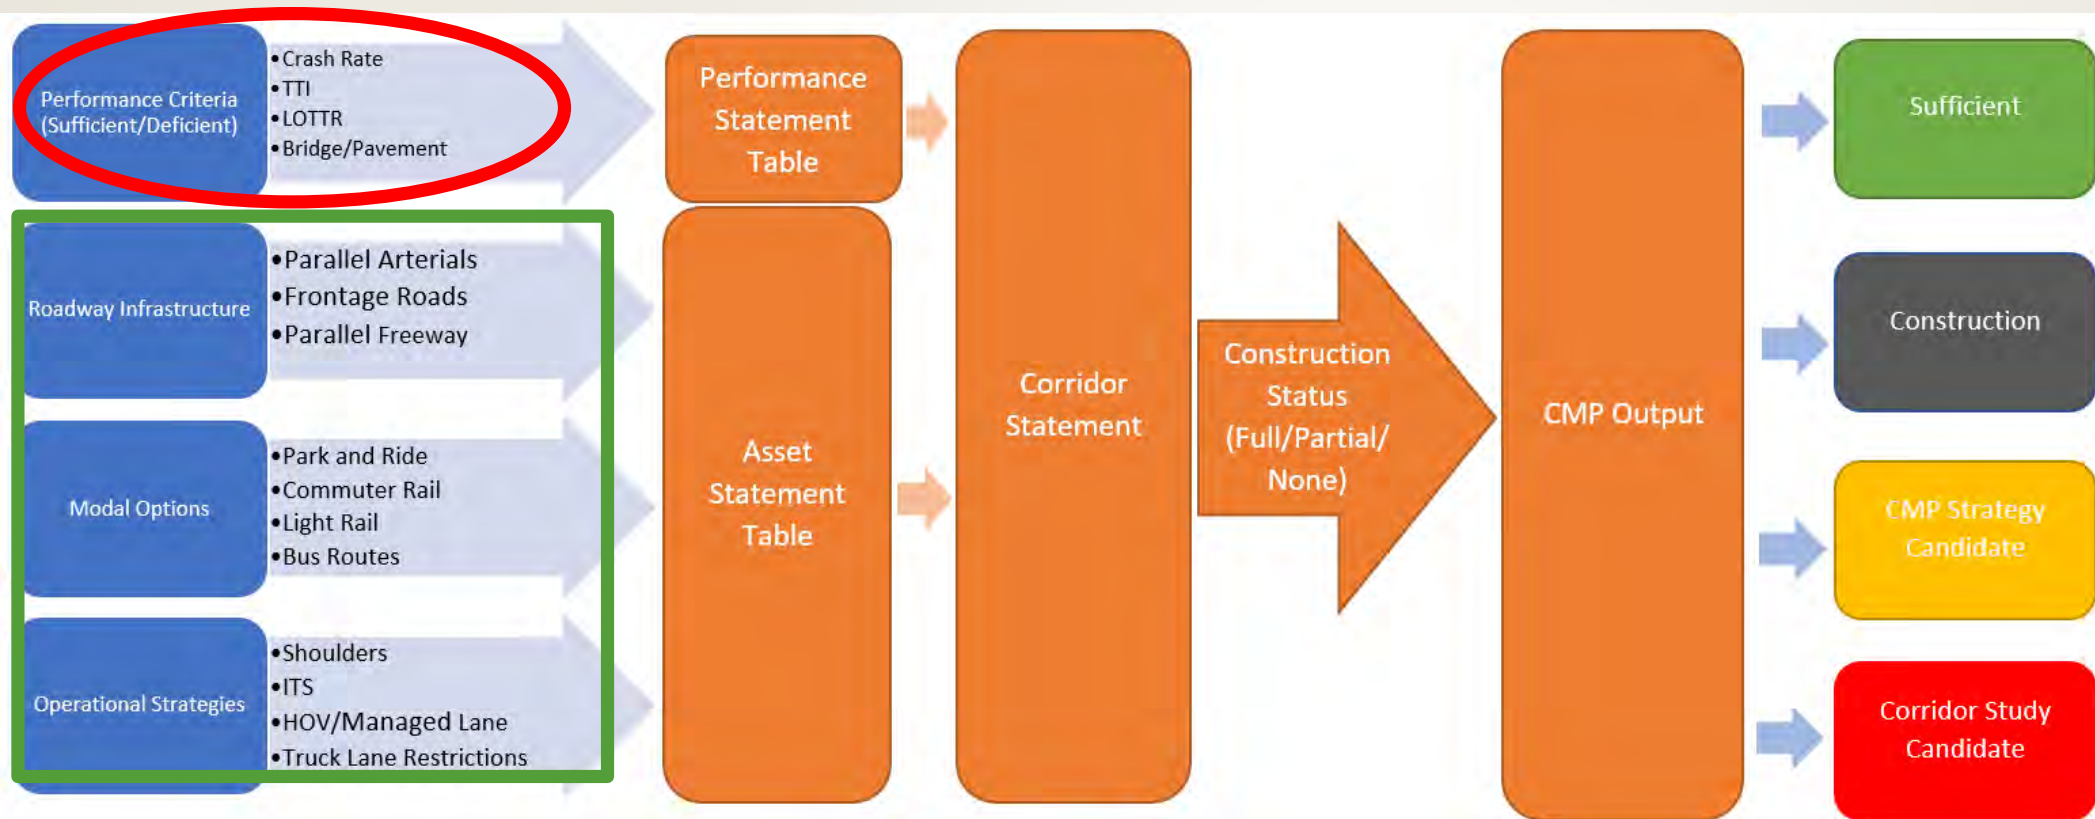 Performance Criteria
(Sufficient/Deficient)
•Crash Rate
•TTI
•LOTTR
•Bridge/Pavement
Roadway Infrastructure
•Parallel Arterials
•Frontage Roads
•Parallel Freeway
Modal Options
•Park and Ride
•Commuter Rail
•Light Rail
•Bus Routes
Operational Strategies
•Shoulders
•ITS
•HOV/Managed Lane
•Truck Lane Restrictions
Performance
Statement
Table
Asset
Statement
Table
Corridor
Statement
Construction
Status
(Full/Partial/
None)
CMP Output
Sufficient
Construction
CMP Strategy
Candidate
Corridor Study
Candidate